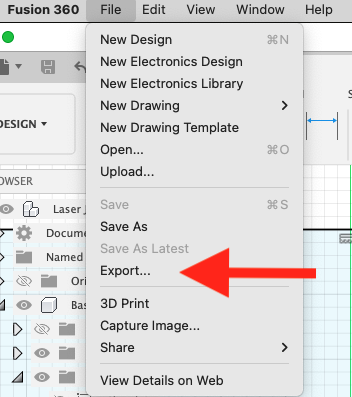 Fusion 360 File Edit View Window Help
New Design ⌘N
New Electronics Design
New Electronics Library
New Drawing >
New Drawing Template
Open... ⌘O
Upload...
Save ⌘S
Save As
Save As Latest
Export...
3D Print
Capture Image...
Share >
View Details on Web
DESIGN
OWSER
Laser J
Docume
Named
Ori
Bas